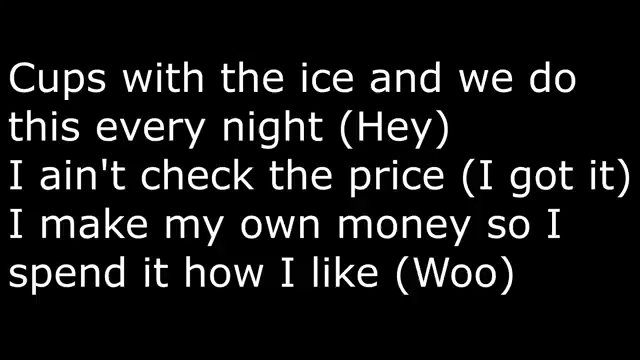 Cups with the ice and we do
this every night (Hey)
I ain't check the price (I got it)
I make my own money so I
spend it how I like (Woo)